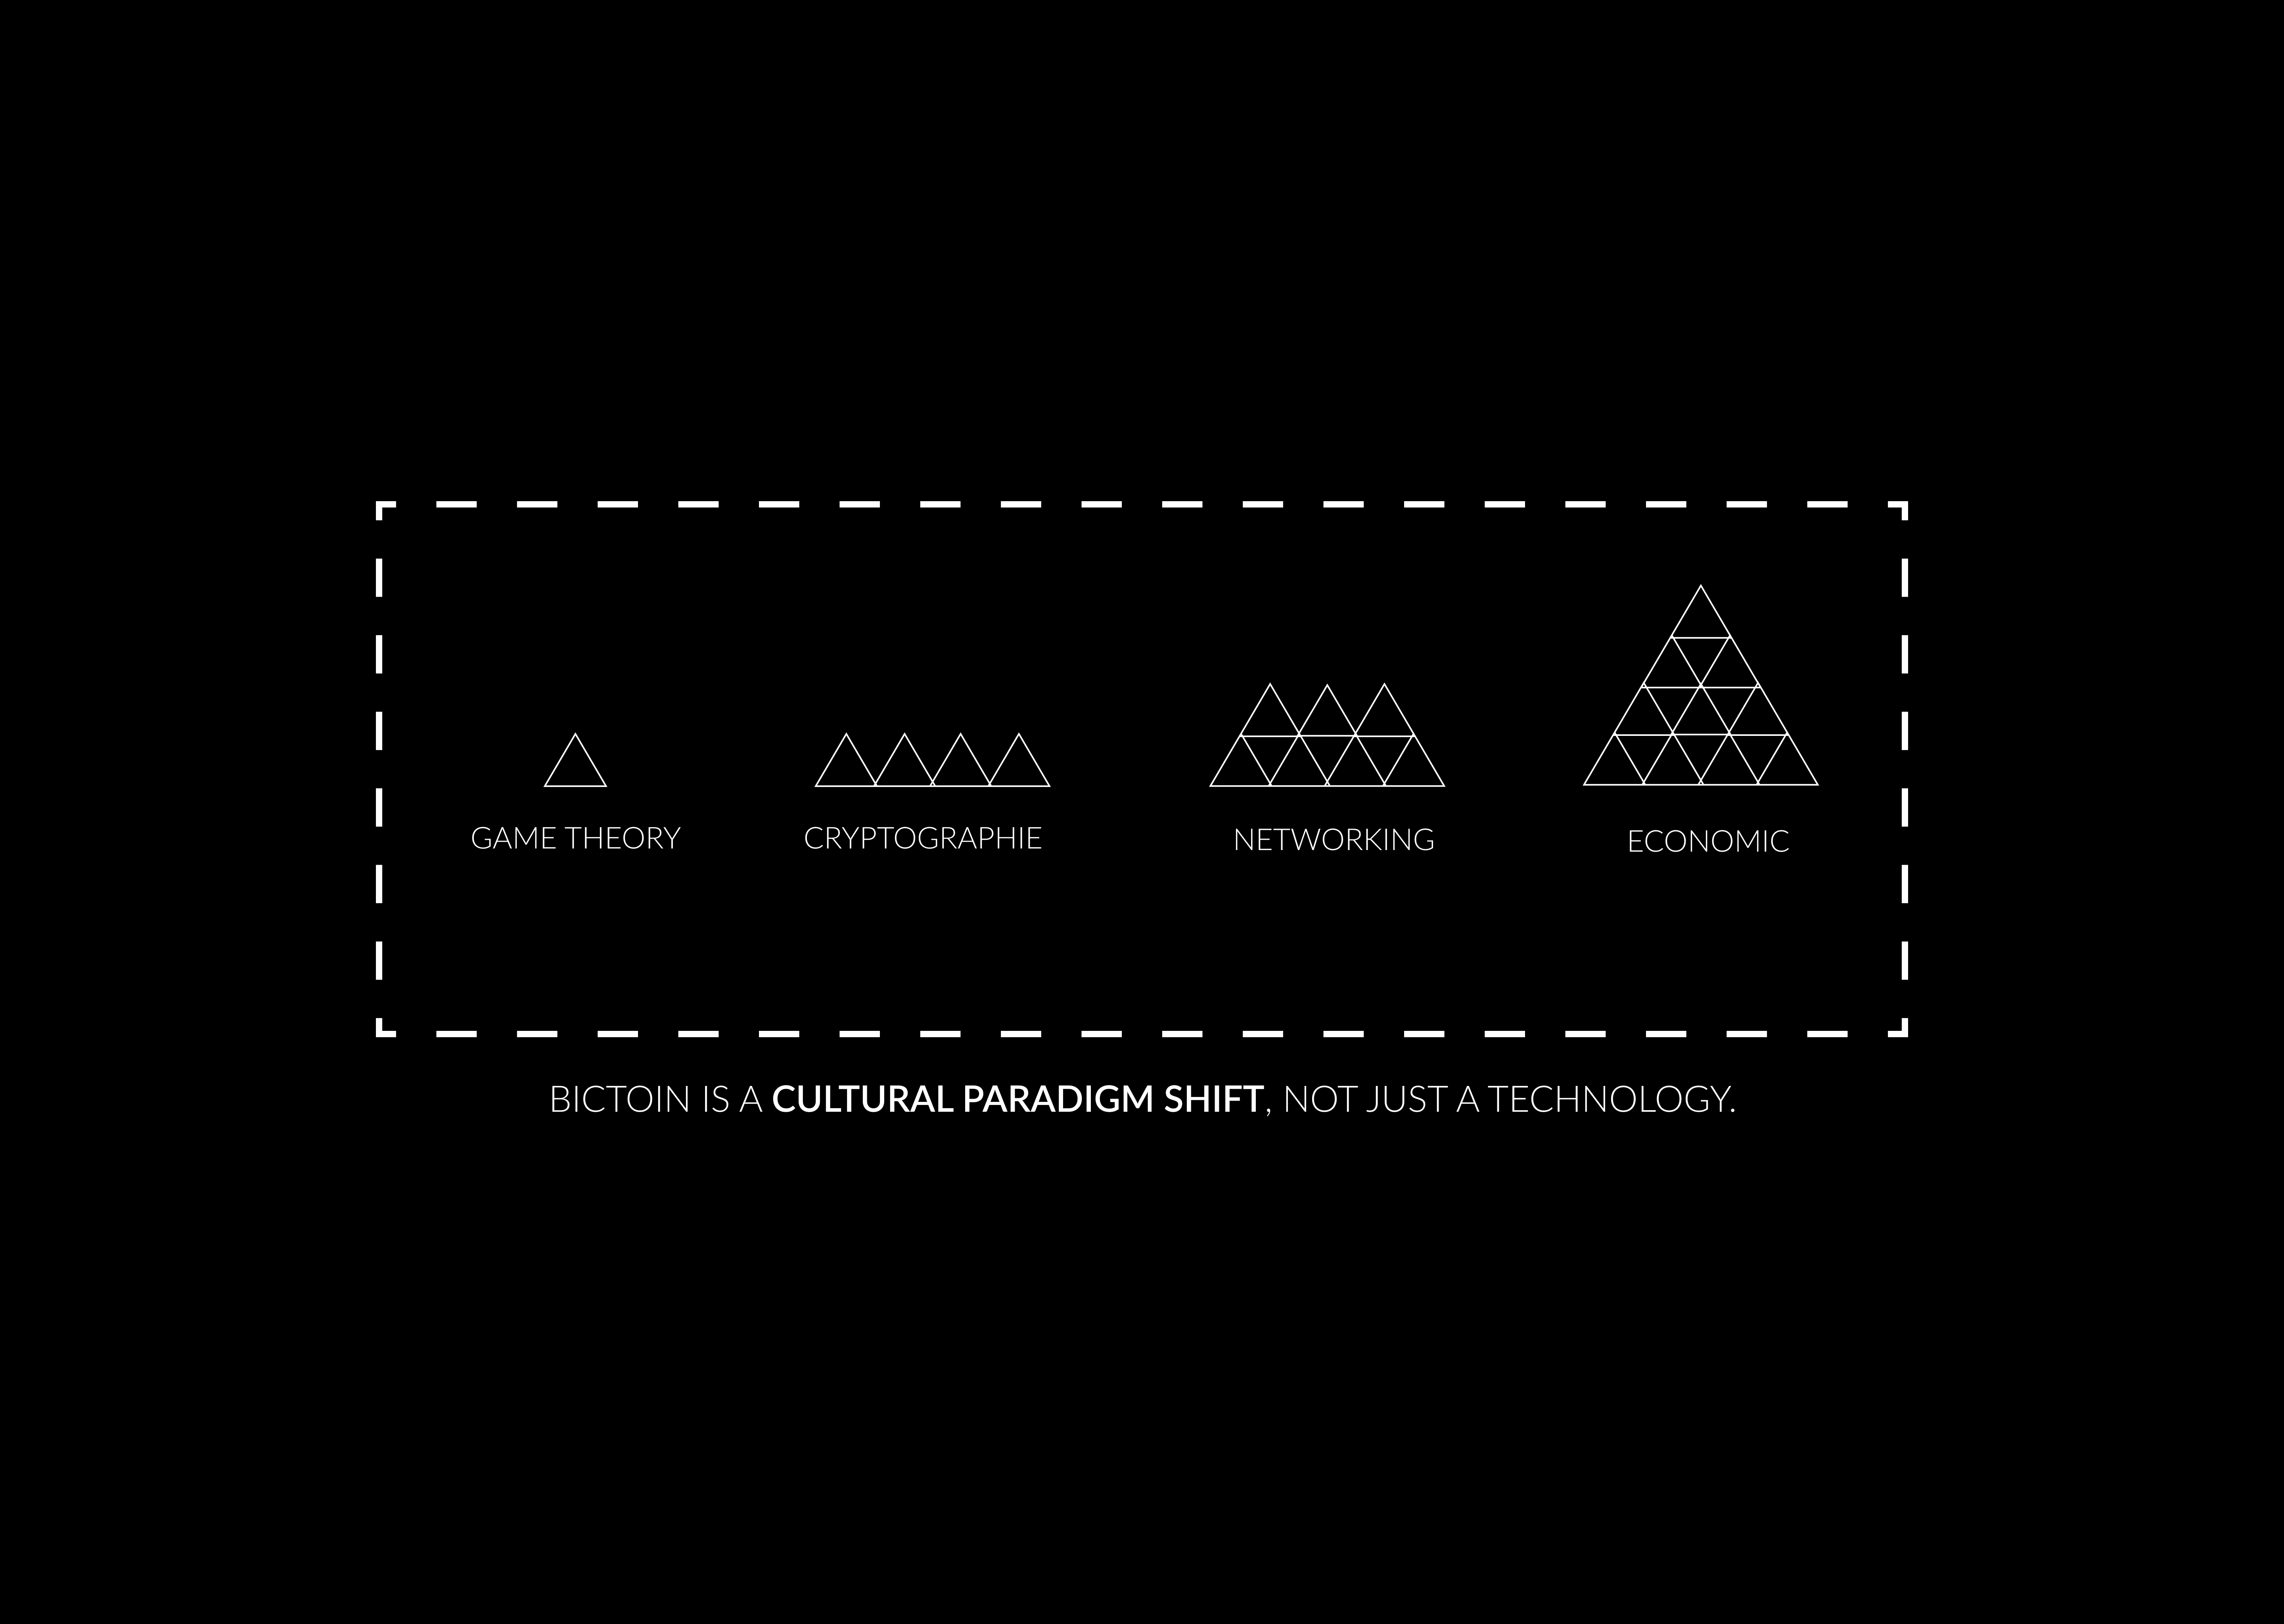 GAME THEORY
CRYPTOGRAPHIE
NETWORKING
ECONOMIC
BICTOIN IS A CULTURAL PARADIGM SHIFT, NOT JUST A TECHNOLOGY.